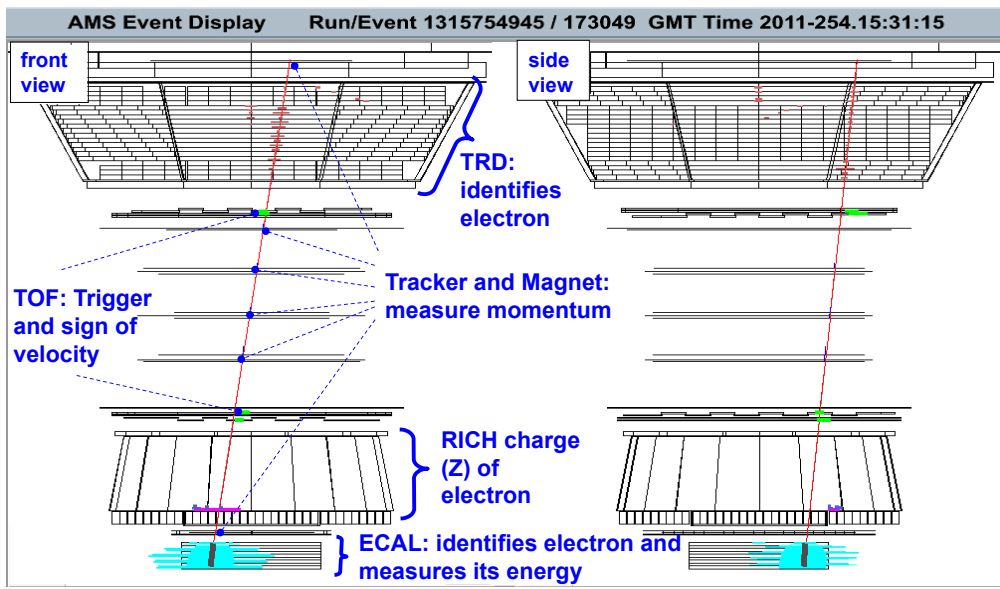 AMS Event Display Run/Event 1315754945 / 173049 GMT Time 2011-254.15:31:15
front
view
side
view
TRD:
identifies
electron
TOF: Trigger
and sign of
velocity
Tracker and Magnet:
measure momentum
RICH charge
(Z) of
electron
ECAL: identifies electron and
measures its energy